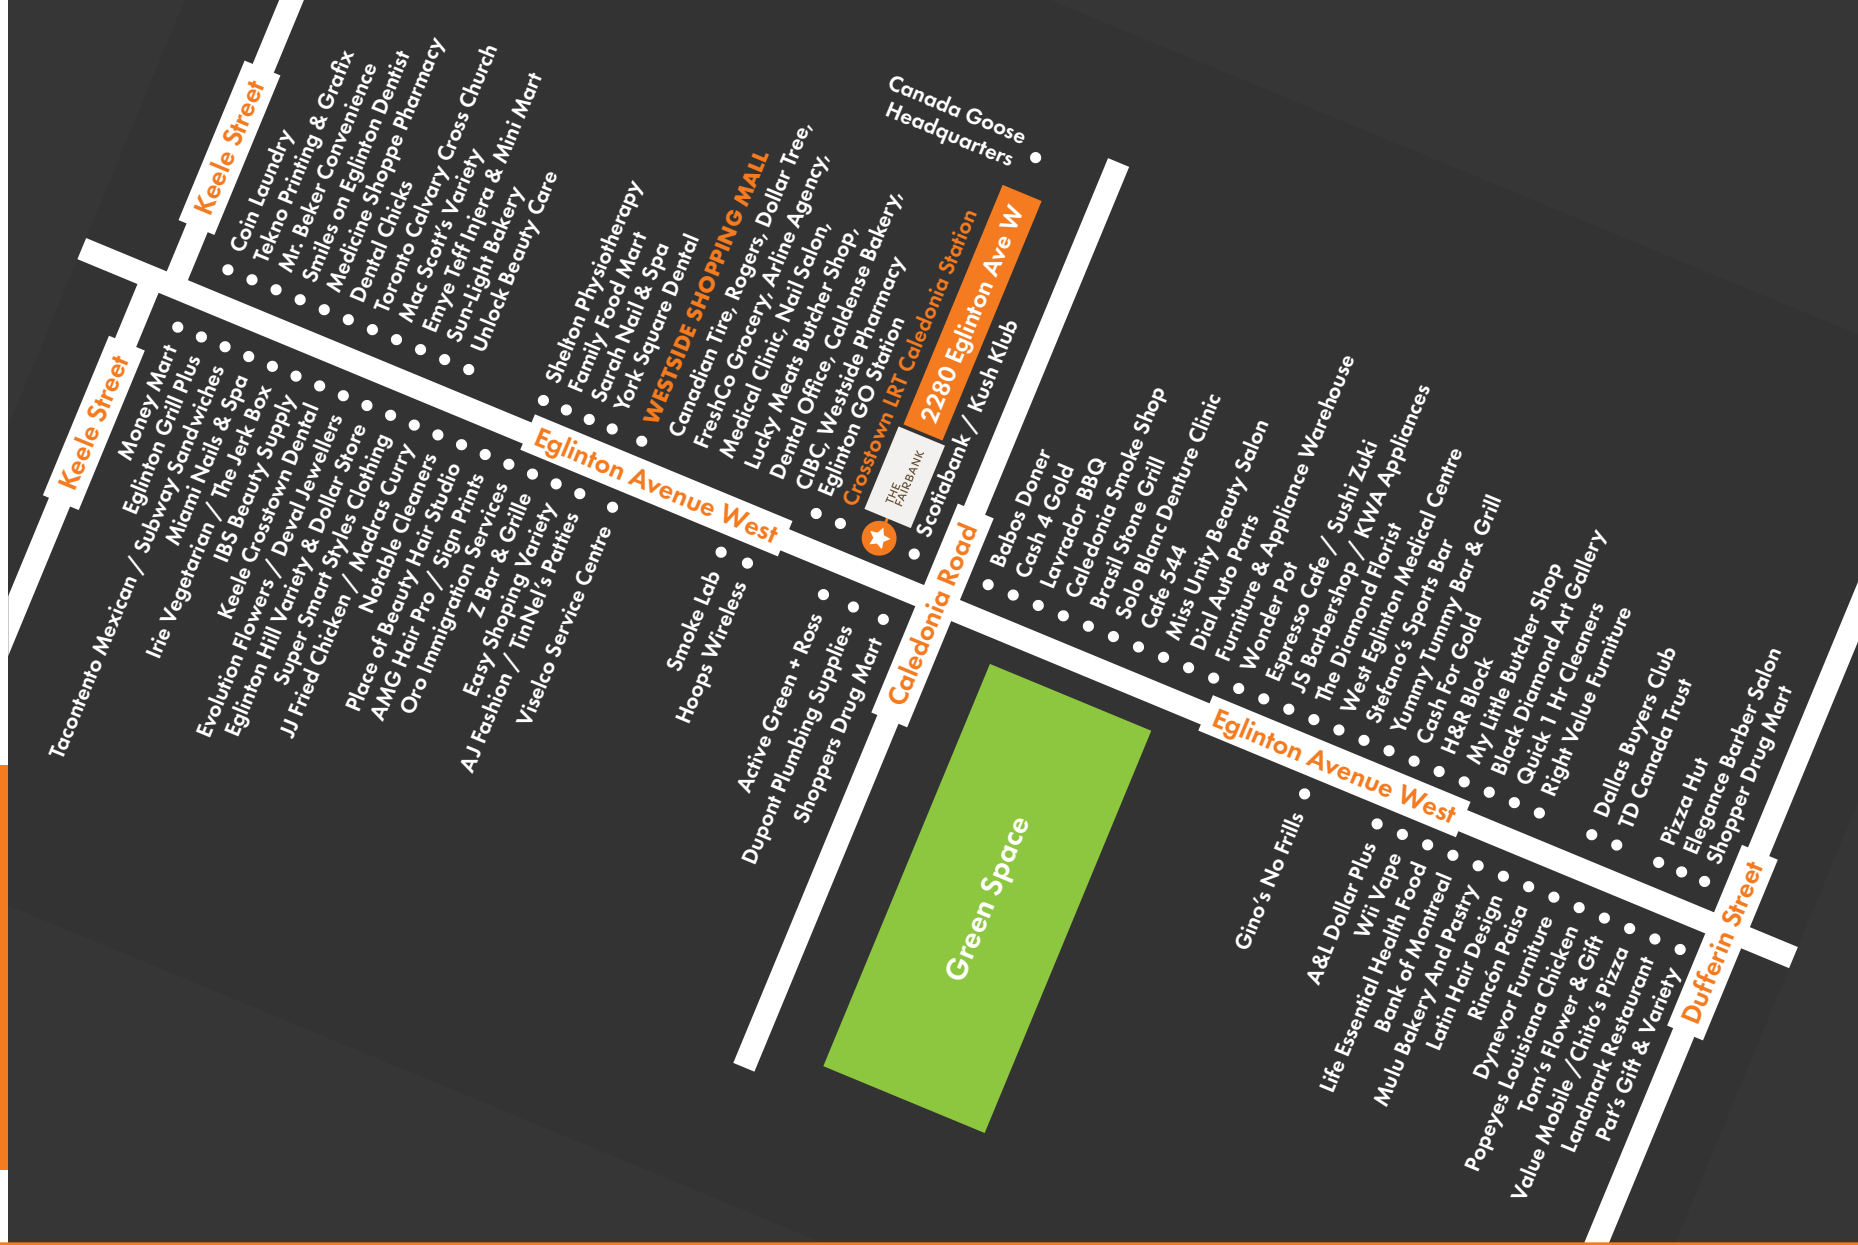 Keele Street
Coin Laundry
Tekno Printing & Grafix
Mr. Beker Convenience
Smiles on Eglinton Dentist
Medicine Shoppe Pharmacy
Dental Chicks
Toronto Calvary Cross Church
Mac Scott's Variety
Emye Teff Injera & Mini Mart
Sun-Light Bakery
Unlock Beauty Care
Shelton Physiotherapy
Family Food Mart
Sarah Nail & Spa
York Square Dental
WESTSIDE SHOPPING MALL
Canadian Tire, Rogers, Dollar Tree,
FreshCo Grocery, Arline Agency,
Medical Clinic, Nail Salon,
Lucky Meats Butcher Shop,
Dental Office, Caldense Bakery,
CIBC, Westside Pharmacy
Eglinton GO Station
Crosstown LRT Caledonia Station
2280 Eglinton Ave W
THE
FAIRBANK
Scotiabank / Kush Klub
Canada Goose
Headquarters
Keele Street
Money Mart
Eglinton Grill Plus
Tacontento Mexican / Subway Sandwiches
Miami Nails & Spa
Irie Vegetarian / The Jerk Box
IBS Beauty Supply
Keele Crosstown Dental
Evolution Flowers / Deval Jewellers
Eglinton Hill Variety & Dollar Store
Super Smart Styles Clothing
JJ Fried Chicken / Madras Curry
Notable Cleaners
Place of Beauty Hair Studio
AMG Hair Pro / Sign Prints
Oro Immigration Services
Z Bar & Grille
Easy Shopping Variety
AJ Fashion / TinNel's Parties
Viselco Service Centre
Eglinton Avenue West
Smoke Lab
Hoops Wireless
Active Green + Ross
Dupont Plumbing Supplies
Shoppers Drug Mart
Caledonia Road
Babos Doner
Cash 4 Gold
Lavrador BBQ
Caledonia Smoke Shop
Brasil Stone Grill
Solo Blanc Denture Clinic
Cafe 544
Miss Unity Beauty Salon
Dial Auto Parts
Furniture & Appliance Warehouse
Wonder Pot
Espresso Cafe / Sushi Zuki
JS Barbershop / KWA Appliances
The Diamond Florist
West Eglinton Medical Centre
Stefano's Sports Bar
Yummy Tummy Bar & Grill
Cash For Gold
H&R Block
My Little Butcher Shop
Black Diamond Art Gallery
Quick 1 Hr Cleaners
Right Value Furniture
Dallas Buyers Club
TD Canada Trust
Pizza Hut
Elegance Barber Salon
Shopper Drug Mart
Eglinton Avenue West
Green Space
Gino's No Frills
A&L Dollar Plus
Wii Vape
Life Essential Health Food
Bank of Montreal
Mulu Bakery And Pastry
Latin Hair Design
Rincón Paisa
Dynevor Furniture
Popeyes Louisiana Chicken
Tom's Flower & Gift
Value Mobile /Chito's Pizza
Landmark Restaurant
Pat's Gift & Variety
Dufferin Street